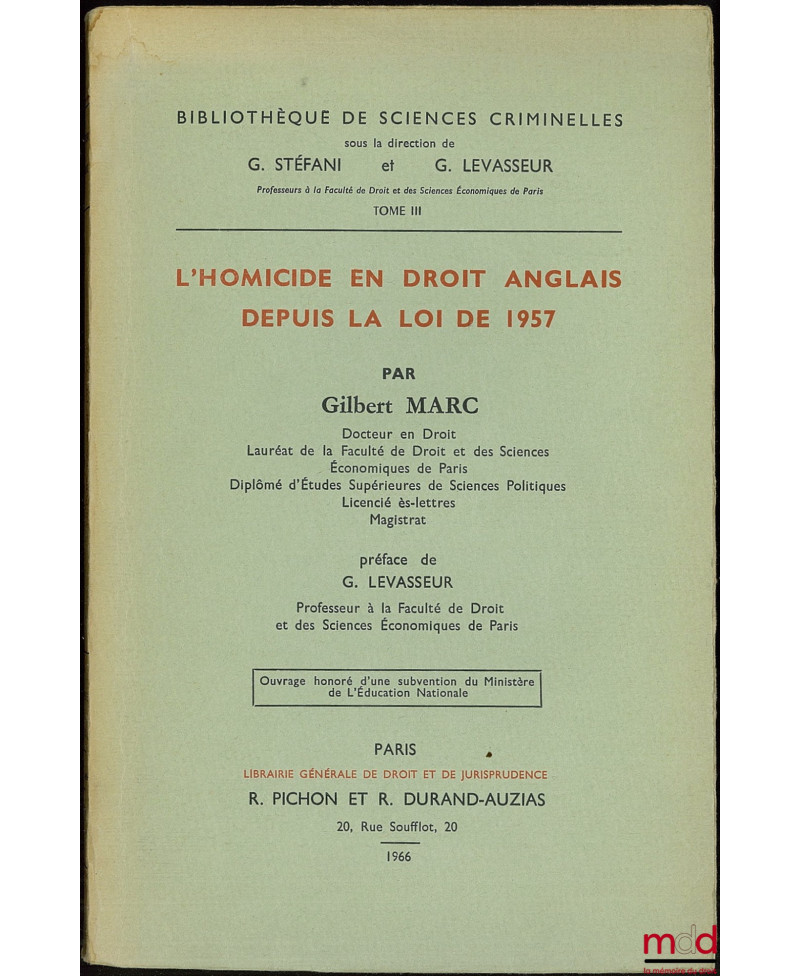 BIBLIOTHÈQUE DE SCIENCES CRIMINELLES
sous la direction de
G. STÉFANI et G. LEVASSEUR
Professeurs à la Faculté de Droit et des Sciences Économiques de Paris
TOME III
L'HOMICIDE EN DROIT ANGLAIS
DEPUIS LA LOI DE 1957
PAR
Gilbert MARC
Docteur en Droit
Lauréat de la Faculté de Droit et des Sciences
Économiques de Paris
Diplômé d'Études Supérieures de Sciences Politiques
Licencié ès-lettres
Magistrat
préface de
G. LEVASSEUR
Professeur à la Faculté de Droit
et des Sciences Économiques de Paris
Ouvrage honoré d'une subvention du Ministère
de L'Éducation Nationale
PARIS
LIBRAIRIE GÉNÉRALE DE DROIT ET DE JURISPRUDENCE
R. PICHON ET R. DURAND-AUZIAS
20, Rue Soufflot, 20
1966
mdd
la mémoire du droit